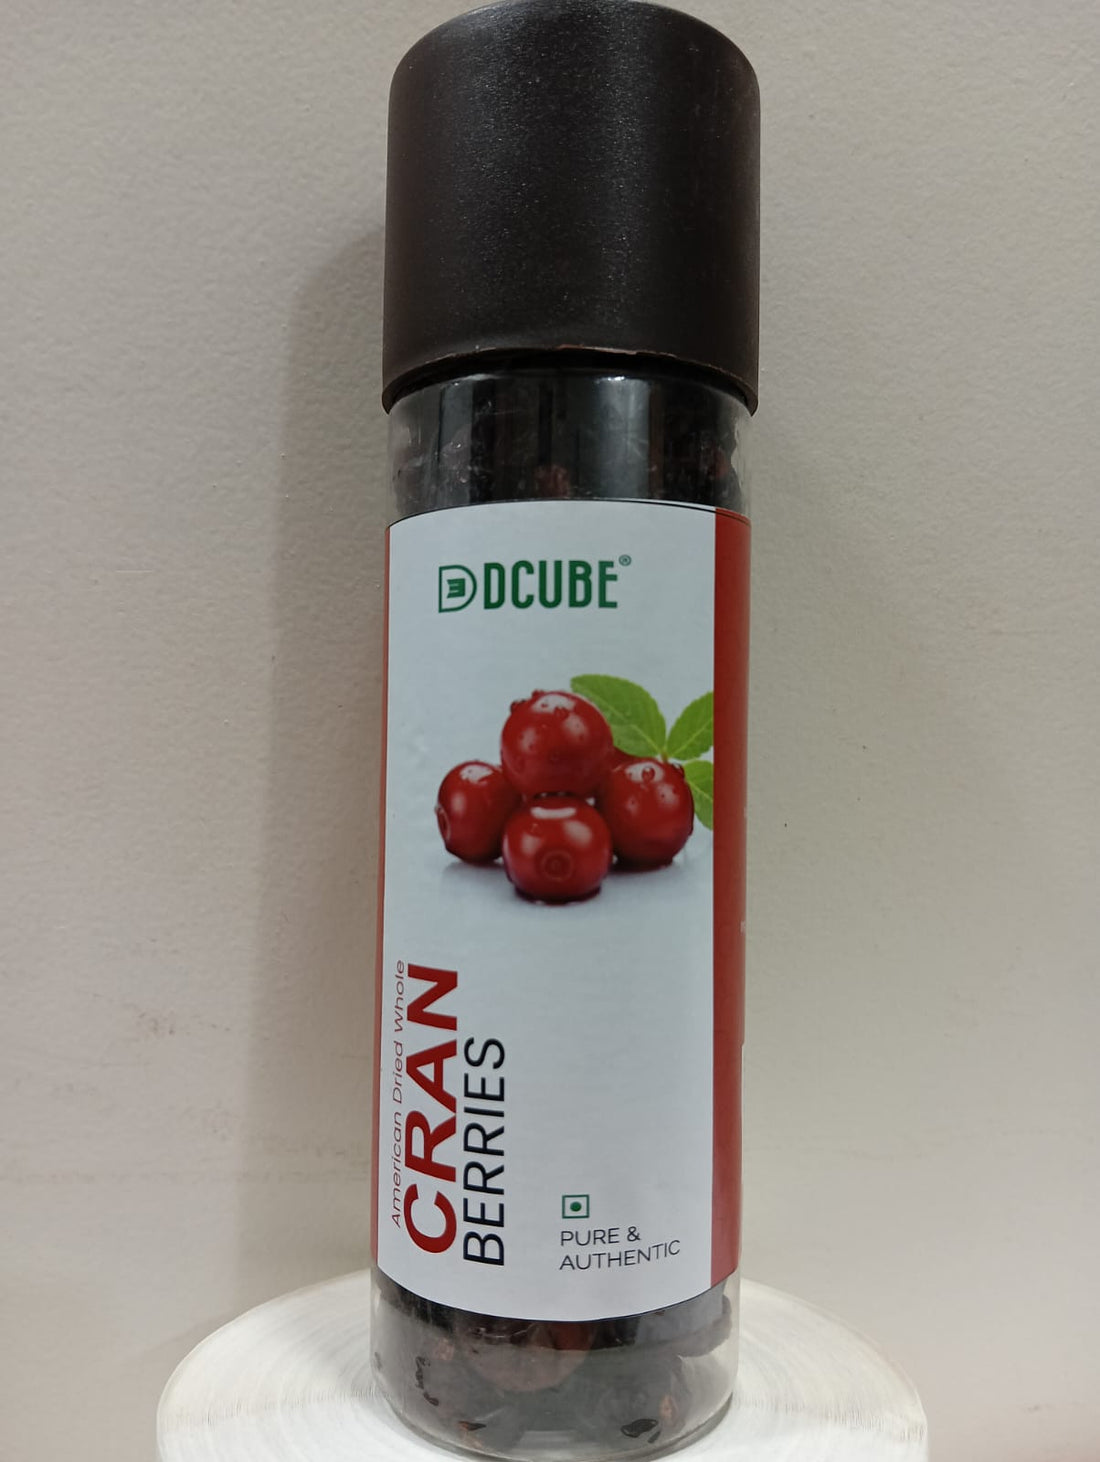 DCUBE®
American Dried Whole
CRAN
BERRIES
PURE &
AUTHENTIC